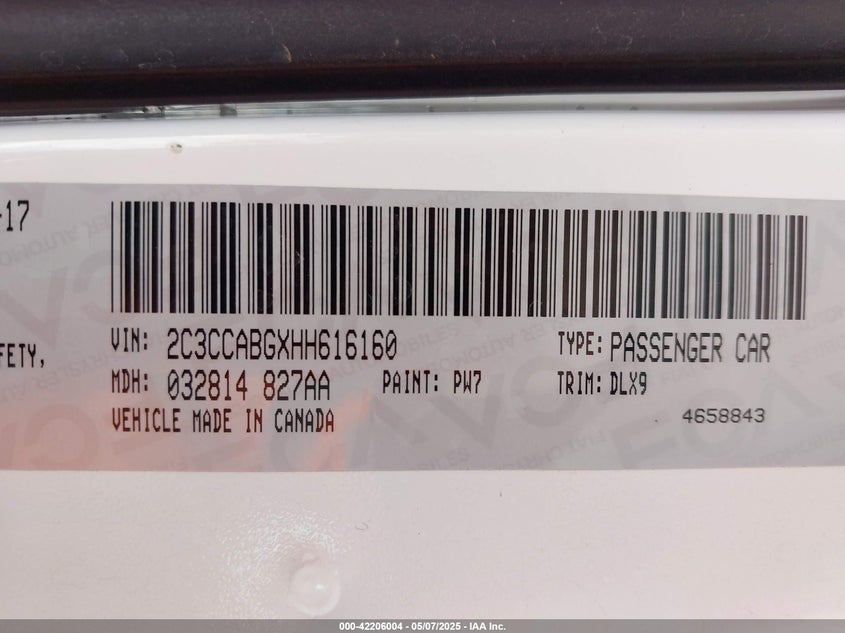 -17
FETY,
VIN: 2C3CCABGXHH616160
TYPE: PASSENGER CAR
MDH: 032814 827AA
PAINT: PW7
TRIM: DLX9
VEHICLE MADE IN CANADA
4658843
000-42206004 — 05/07/2025 — IAA Inc.